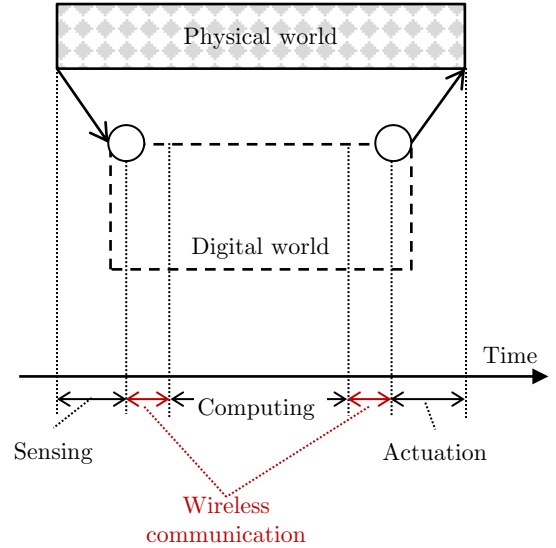 Physical world
Digital world
Time
Computing
Sensing
Actuation
Wireless
communication